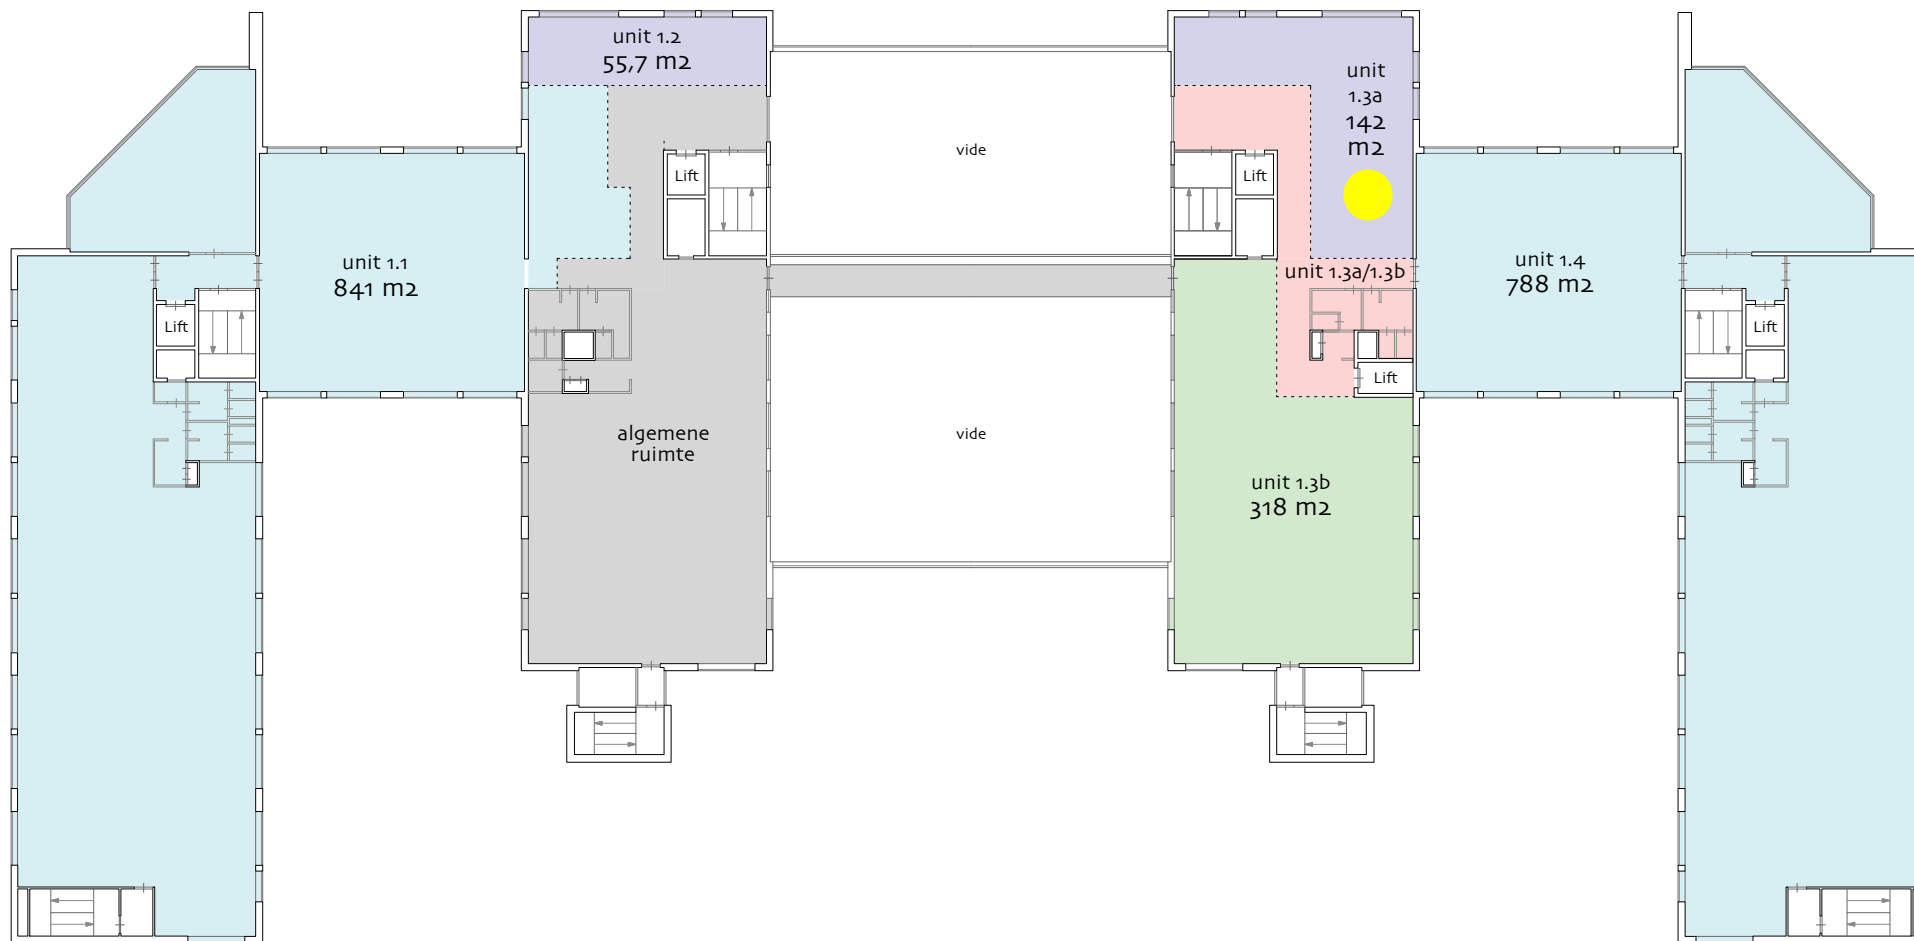 unit 1.2
55,7 m2
unit
1.3a
142
m2
vide
Lift
Lift
unit 1.1
841 m2
unit 1.3a/1.3b
unit 1.4
788 m2
Lift
Lift
Lift
algemene
ruimte
vide
unit 1.3b
318 m2